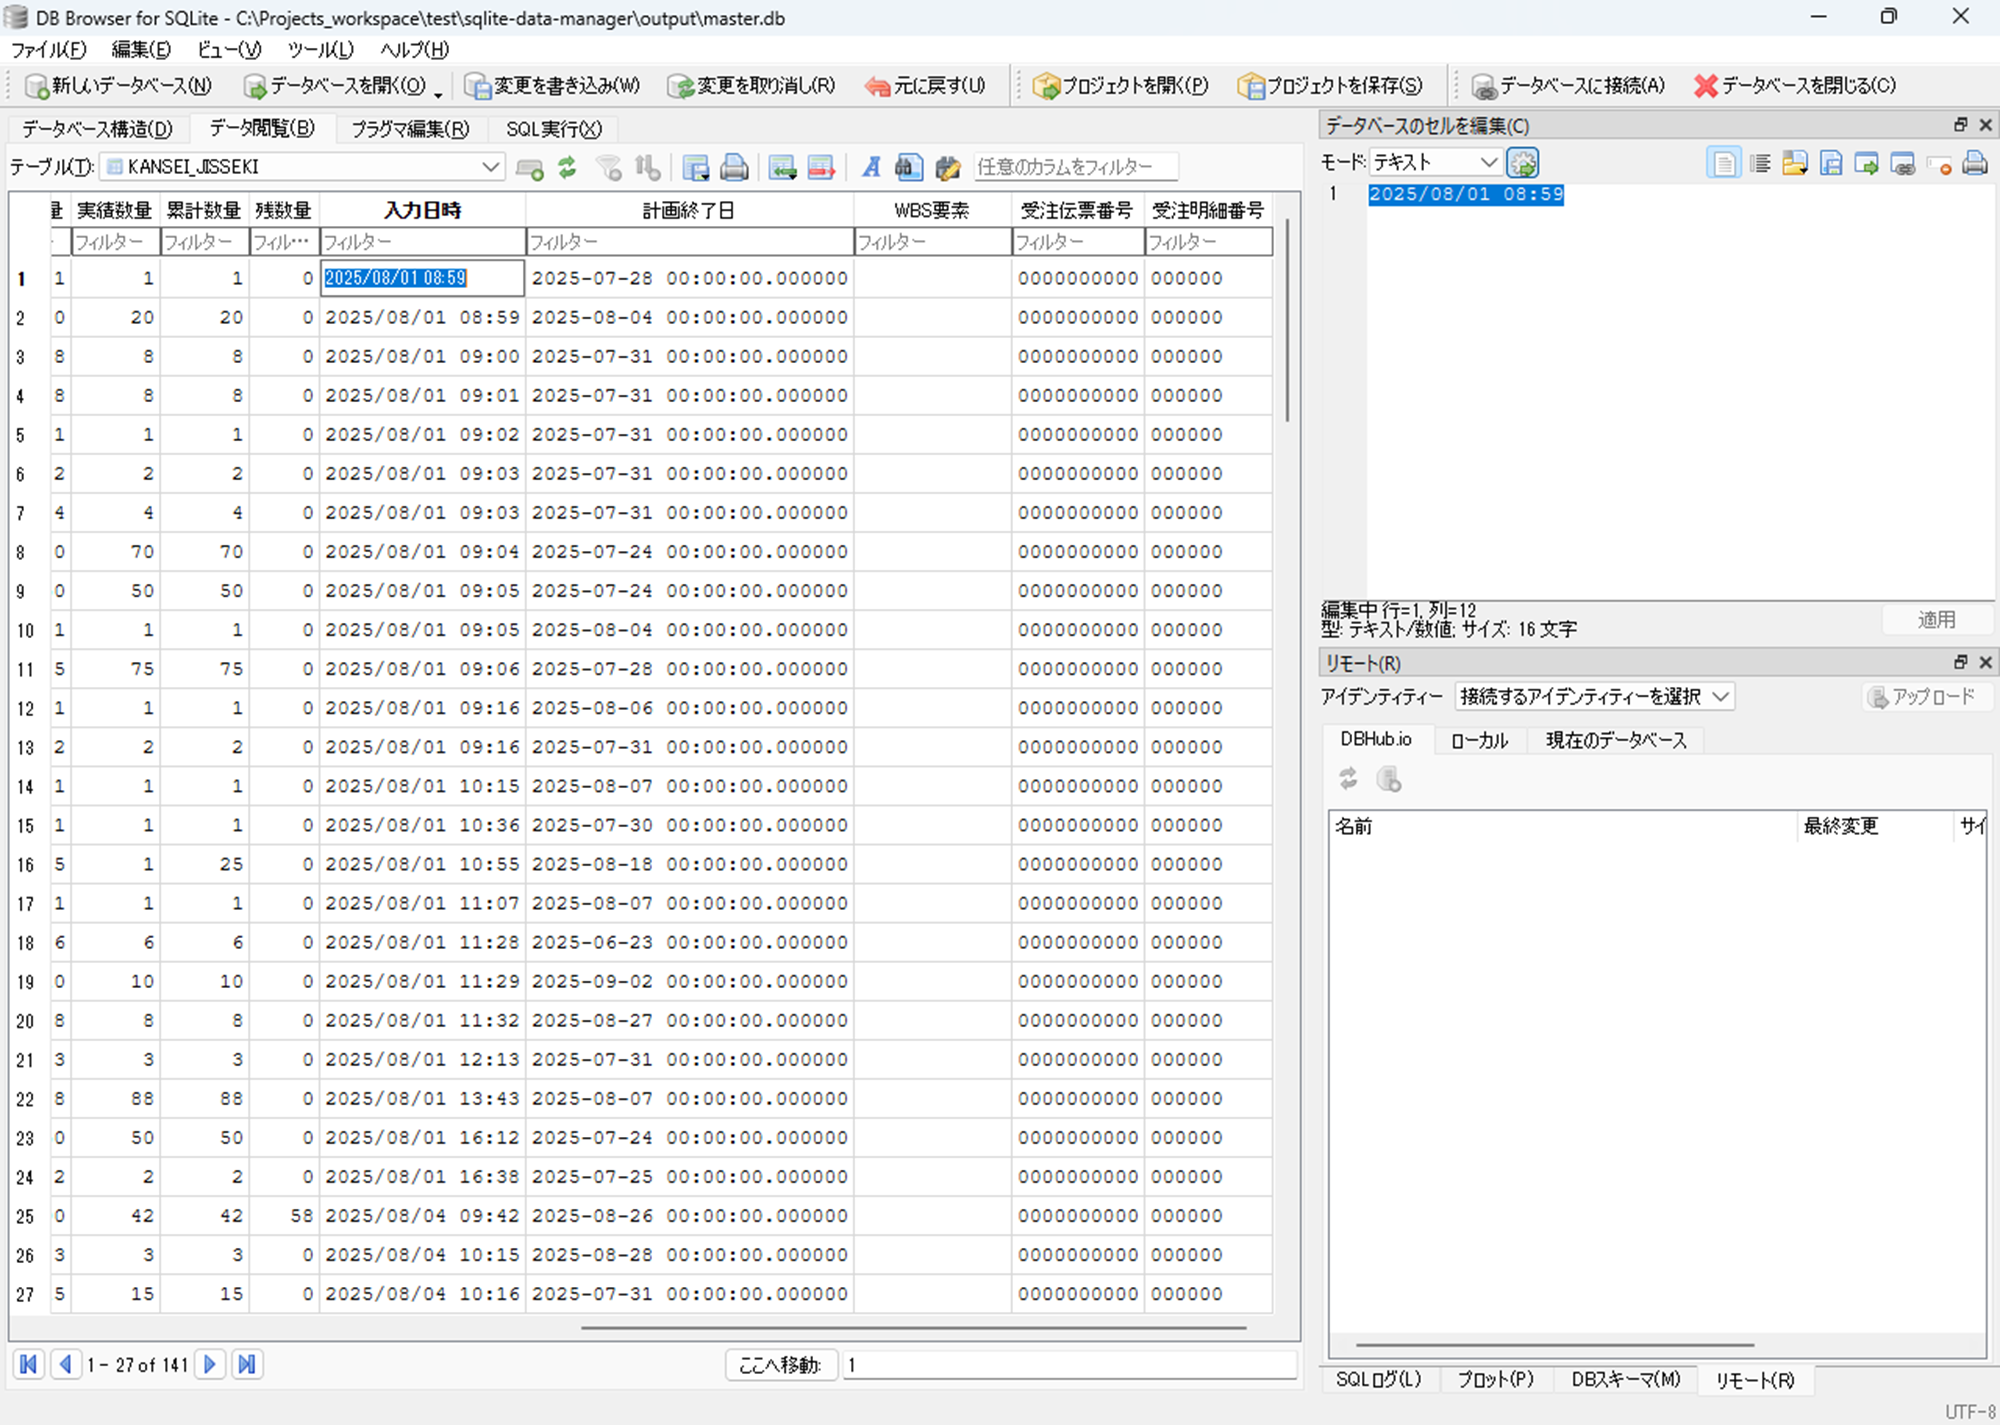 DB Browser for SQLite - C:\Projects_workspace\test\sqlite-data-manager\output\master.db
ファイル(F) 編集(E) ビュー(V) ツール(L) ヘルプ(H)
新しいデータベース(N) データベースを開く(O) 変更を書き込み(W) 変更を取り消し(R) 元に戻す(U) プロジェクトを開く(P) プロジェクトを保存(S) データベースに接続(A) データベースを閉じる(C)
データベース構造(D) データ閲覧(B) プラグマ編集(R) SQL実行(X)
テーブル(T): KANSEI_JISSEKI 任意のカラムをフィルター
量 実績数量 累計数量 残数量 入力日時 計画終了日 WBS要素 受注伝票番号 受注明細番号
フィルター フィルター フィル… フィルター フィルター フィルター フィルター フィルター
1 1 1 1 0 2025/08/01 08:59 2025-07-28 00:00:00.000000 0000000000 000000
2 0 20 20 0 2025/08/01 08:59 2025-08-04 00:00:00.000000 0000000000 000000
3 8 8 8 0 2025/08/01 09:00 2025-07-31 00:00:00.000000 0000000000 000000
4 8 8 8 0 2025/08/01 09:01 2025-07-31 00:00:00.000000 0000000000 000000
5 1 1 1 0 2025/08/01 09:02 2025-07-31 00:00:00.000000 0000000000 000000
6 2 2 2 0 2025/08/01 09:03 2025-07-31 00:00:00.000000 0000000000 000000
7 4 4 4 0 2025/08/01 09:03 2025-07-31 00:00:00.000000 0000000000 000000
8 0 70 70 0 2025/08/01 09:04 2025-07-24 00:00:00.000000 0000000000 000000
9 0 50 50 0 2025/08/01 09:05 2025-07-24 00:00:00.000000 0000000000 000000
10 1 1 1 0 2025/08/01 09:05 2025-08-04 00:00:00.000000 0000000000 000000
11 5 75 75 0 2025/08/01 09:06 2025-07-28 00:00:00.000000 0000000000 000000
12 1 1 1 0 2025/08/01 09:16 2025-08-06 00:00:00.000000 0000000000 000000
13 2 2 2 0 2025/08/01 09:16 2025-07-31 00:00:00.000000 0000000000 000000
14 1 1 1 0 2025/08/01 10:15 2025-08-07 00:00:00.000000 0000000000 000000
15 1 1 1 0 2025/08/01 10:36 2025-07-30 00:00:00.000000 0000000000 000000
16 5 1 25 0 2025/08/01 10:55 2025-08-18 00:00:00.000000 0000000000 000000
17 1 1 1 0 2025/08/01 11:07 2025-08-07 00:00:00.000000 0000000000 000000
18 6 6 6 0 2025/08/01 11:28 2025-06-23 00:00:00.000000 0000000000 000000
19 0 10 10 0 2025/08/01 11:29 2025-09-02 00:00:00.000000 0000000000 000000
20 8 8 8 0 2025/08/01 11:32 2025-08-27 00:00:00.000000 0000000000 000000
21 3 3 3 0 2025/08/01 12:13 2025-07-31 00:00:00.000000 0000000000 000000
22 8 88 88 0 2025/08/01 13:43 2025-08-07 00:00:00.000000 0000000000 000000
23 0 50 50 0 2025/08/01 16:12 2025-07-24 00:00:00.000000 0000000000 000000
24 2 2 2 0 2025/08/01 16:38 2025-07-25 00:00:00.000000 0000000000 000000
25 0 42 42 58 2025/08/04 09:42 2025-08-26 00:00:00.000000 0000000000 000000
26 3 3 3 0 2025/08/04 10:15 2025-08-28 00:00:00.000000 0000000000 000000
27 5 15 15 0 2025/08/04 10:16 2025-07-31 00:00:00.000000 0000000000 000000
1 - 27 of 141 ここへ移動: 1
データベースのセルを編集(C)
モード: テキスト
1 2025/08/01 08:59
編集中 行=1, 列=12
型: テキスト/数値; サイズ: 16 文字
適用
リモート(R)
アイデンティティー 接続するアイデンティティーを選択 アップロード
DBHub.io ローカル 現在のデータベース
名前 最終変更 サイ
SQLログ(L) プロット(P) DBスキーマ(M) リモート(R)
UTF-8